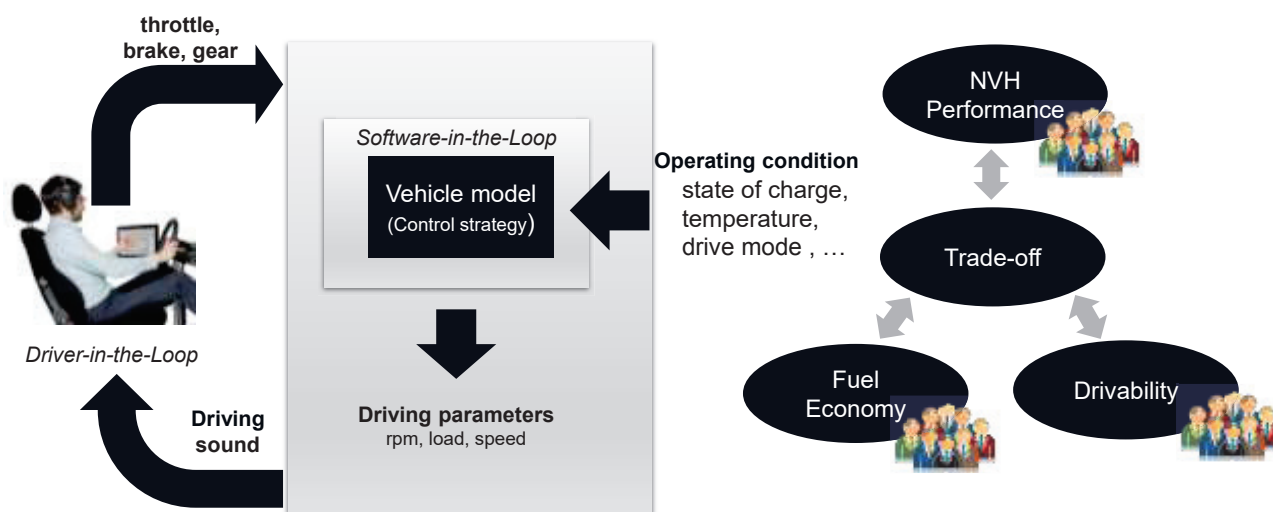 throttle,
brake, gear
Driver-in-the-Loop
Driving
sound
Software-in-the-Loop
Vehicle model
(Control strategy)
Driving parameters
rpm, load, speed
Operating condition
state of charge,
temperature,
drive mode , …
NVH
Performance
Trade-off
Fuel
Economy
Drivability